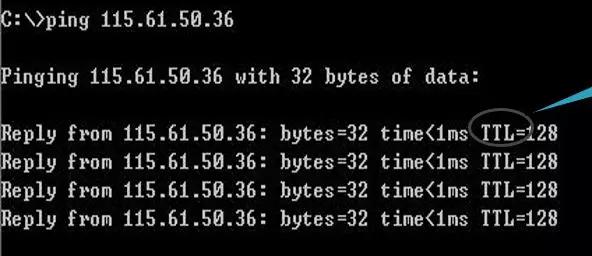 C:\>ping 115.61.50.36
Pinging 115.61.50.36 with 32 bytes of data:
Reply from 115.61.50.36: bytes=32 time<1ms TTL=128
Reply from 115.61.50.36: bytes=32 time<1ms TTL=128
Reply from 115.61.50.36: bytes=32 time<1ms TTL=128
Reply from 115.61.50.36: bytes=32 time<1ms TTL=128